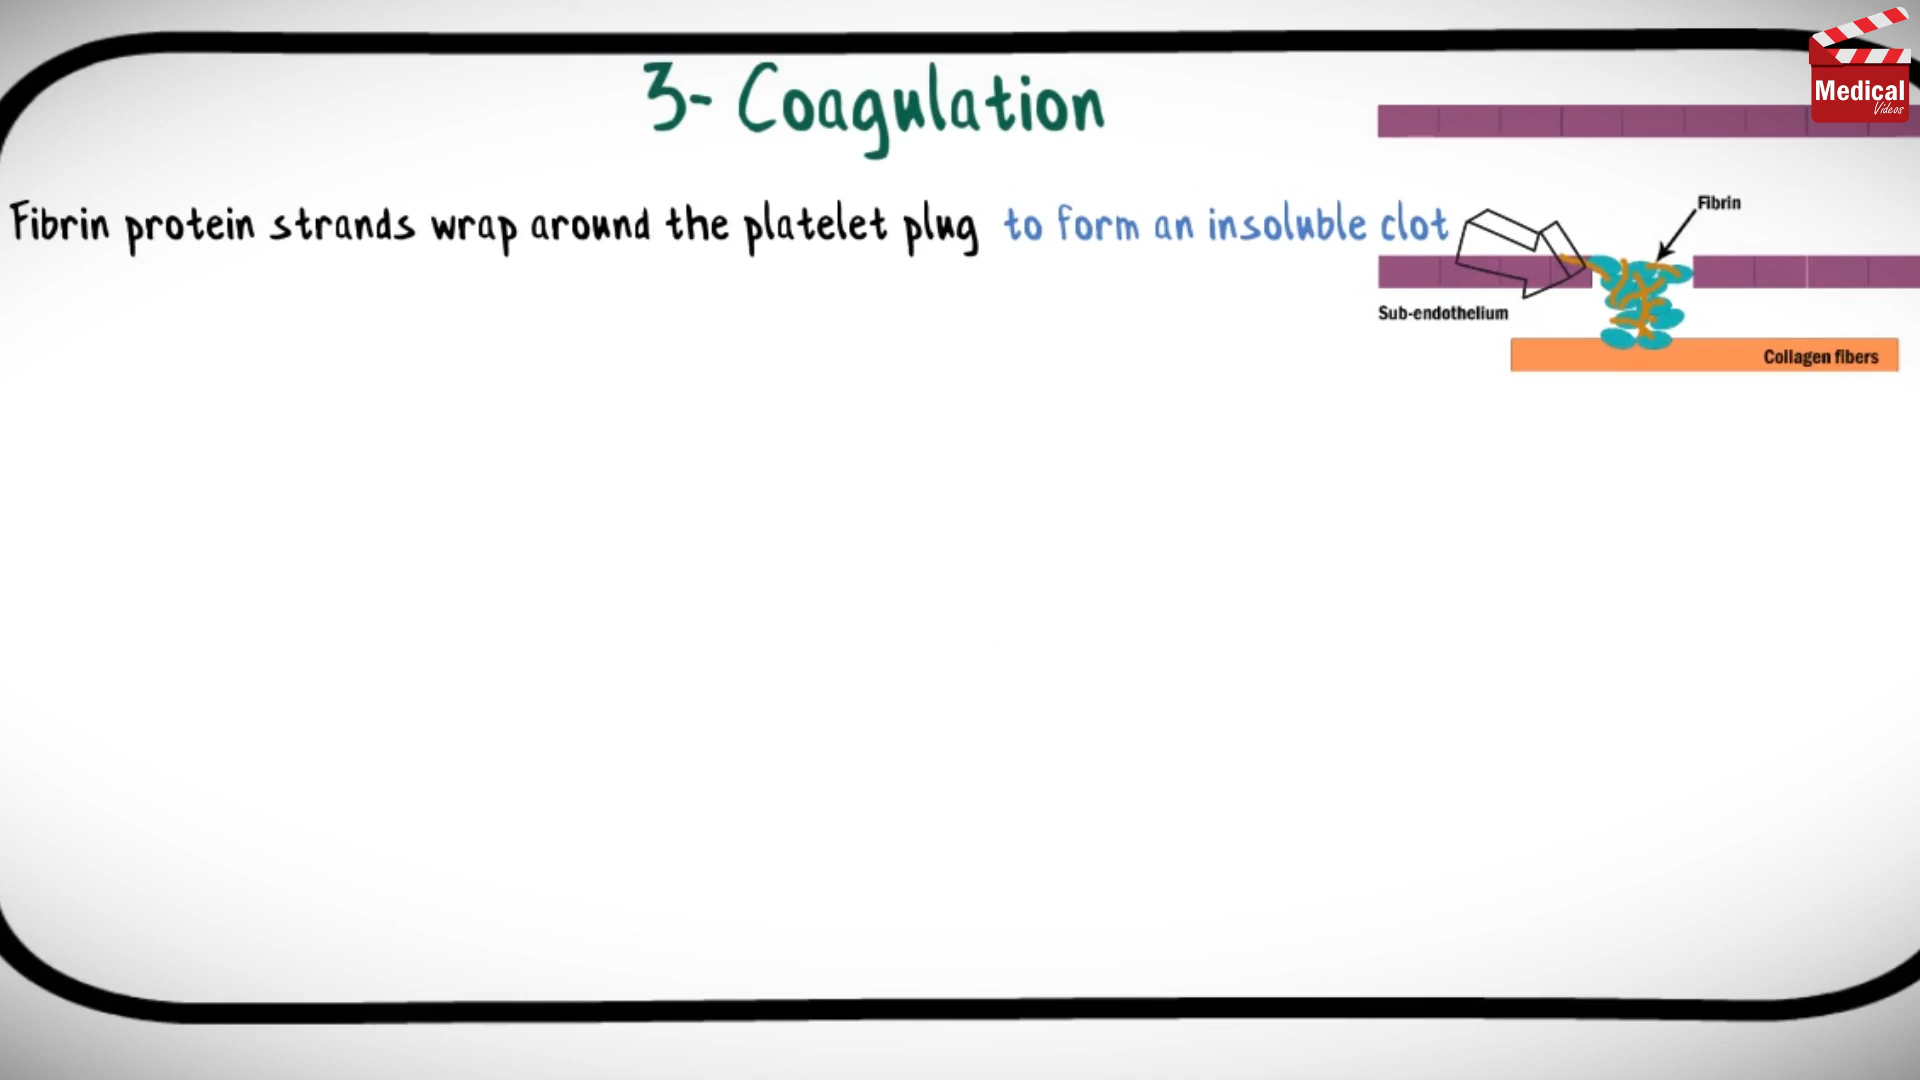 3- Coagulation
Medical
Videos
Fibrin protein strands wrap around the platelet plug to form an insoluble clot
Fibrin
Sub-endothelium
Collagen fibers